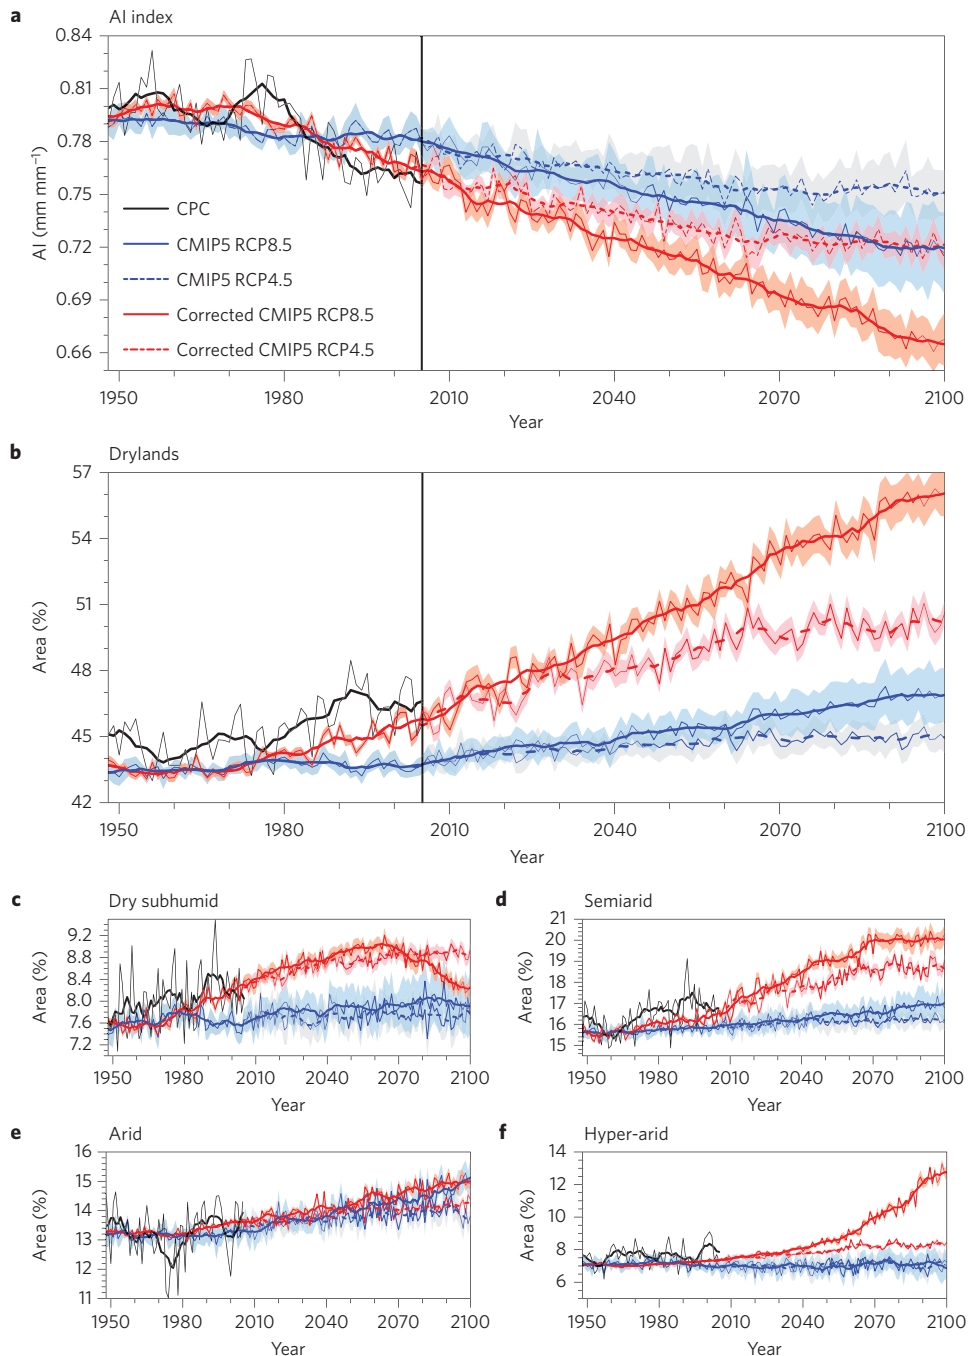 a
AI index
0.84
0.81
0.78
0.75
0.72
0.69
0.66
AI (mm mm⁻¹)
CPC
CMIP5 RCP8.5
CMIP5 RCP4.5
Corrected CMIP5 RCP8.5
Corrected CMIP5 RCP4.5
1950 1980 2010 2040 2070 2100
Year
b
Drylands
57
54
51
48
45
42
Area (%)
1950 1980 2010 2040 2070 2100
Year
c
Dry subhumid
9.2
8.8
8.4
8.0
7.6
7.2
Area (%)
1950 1980 2010 2040 2070 2100
Year
d
Semiarid
21
20
19
18
17
16
15
Area (%)
1950 1980 2010 2040 2070 2100
Year
e
Arid
16
15
14
13
12
11
Area (%)
1950 1980 2010 2040 2070 2100
Year
f
Hyper-arid
14
12
10
8
6
Area (%)
1950 1980 2010 2040 2070 2100
Year